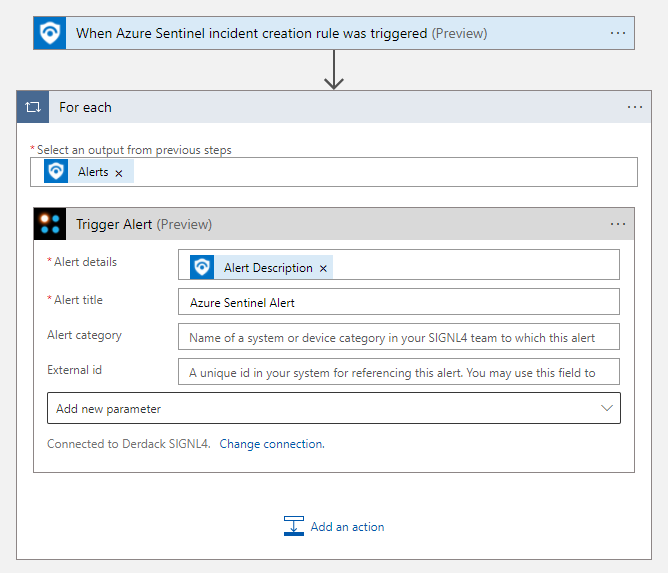 When Azure Sentinel incident creation rule was triggered (Preview) ...
For each ...
* Select an output from previous steps
Alerts ×
Trigger Alert (Preview) ...
* Alert details Alert Description ×
* Alert title Azure Sentinel Alert
Alert category Name of a system or device category in your SIGNL4 team to which this alert
External id A unique id in your system for referencing this alert. You may use this field to
Add new parameter
Connected to Derdack SIGNL4. Change connection.
Add an action